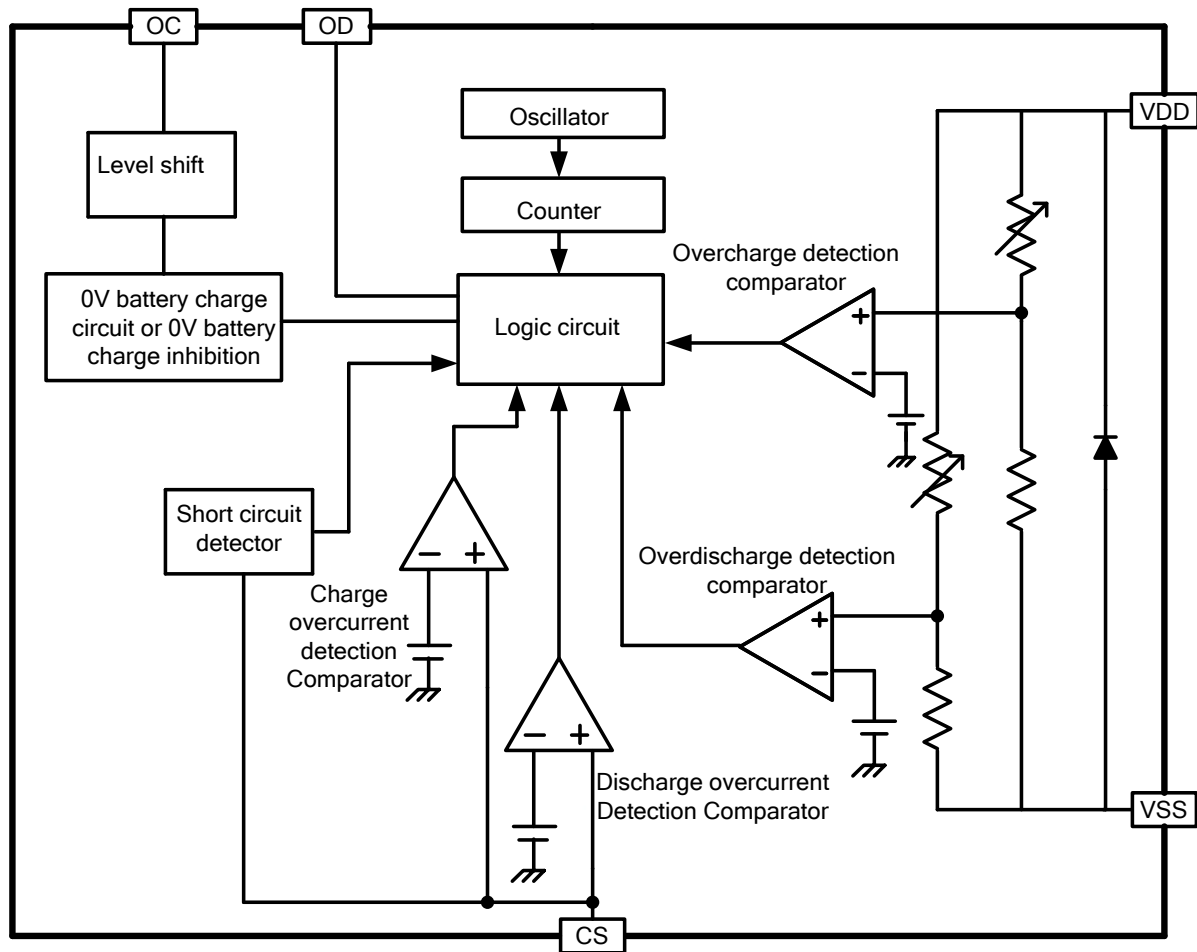 OC
OD
Oscillator
VDD
Level shift
Counter
Overcharge detection
comparator
0V battery charge
circuit or 0V battery
charge inhibition
Logic circuit
+
−
Short circuit
detector
− +
Overdischarge detection
comparator
+
−
Charge
overcurrent
detection
Comparator
− +
Discharge overcurrent
Detection Comparator
VSS
CS